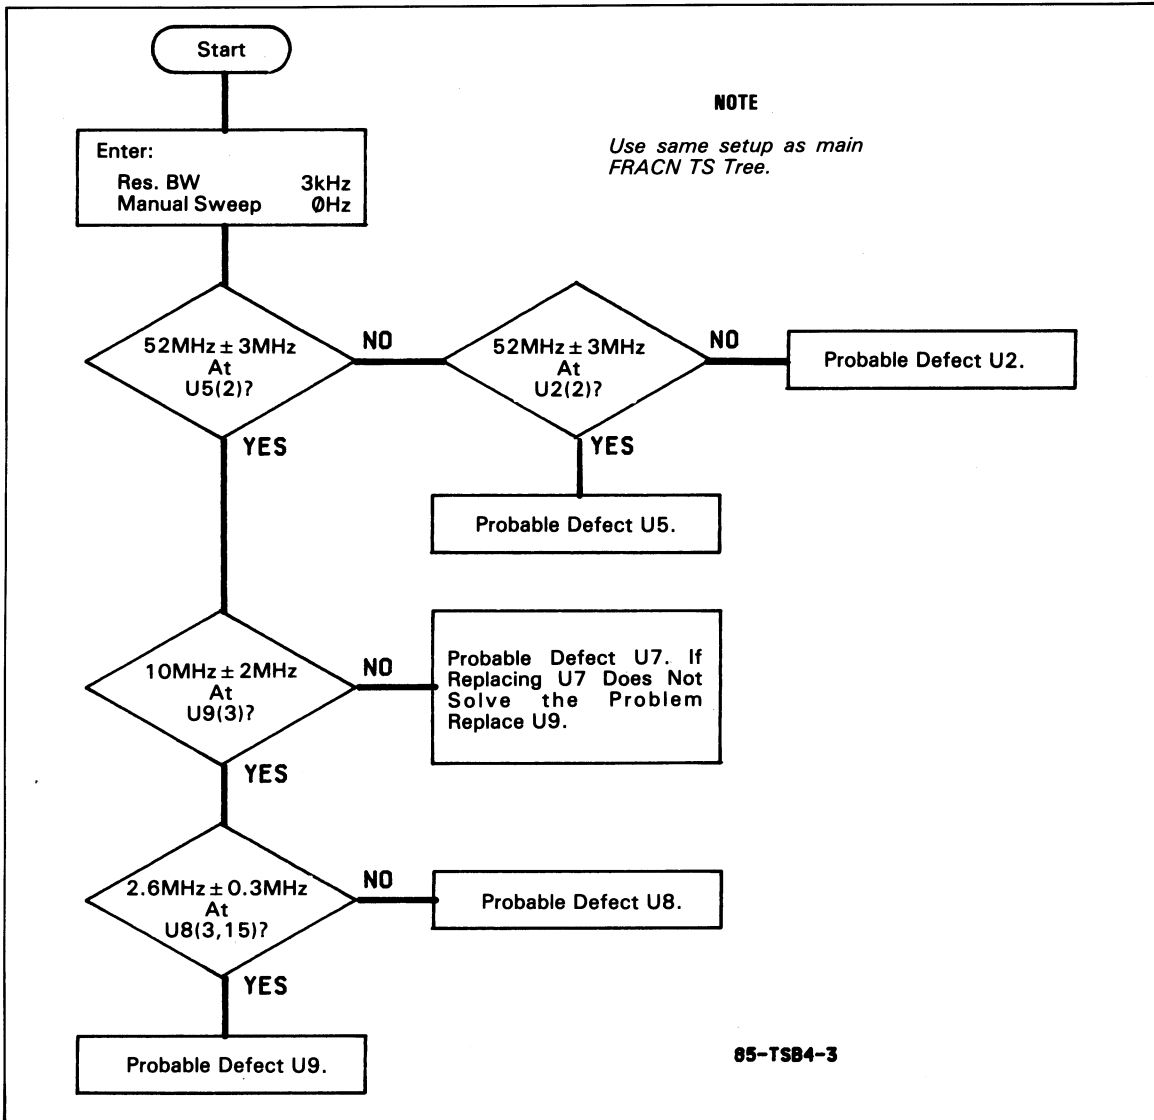 Start
NOTE
Use same setup as main
FRACN TS Tree.
Enter:
Res. BW 3kHz
Manual Sweep 0Hz
52MHz ± 3MHz
At
U5(2)?
NO
52MHz ± 3MHz
At
U2(2)?
NO
Probable Defect U2.
YES
YES
Probable Defect U5.
10MHz ± 2MHz
At
U9(3)?
NO
Probable Defect U7. If
Replacing U7 Does Not
Solve the Problem
Replace U9.
YES
2.6MHz ± 0.3MHz
At
U8(3,15)?
NO
Probable Defect U8.
YES
Probable Defect U9.
85-TSB4-3